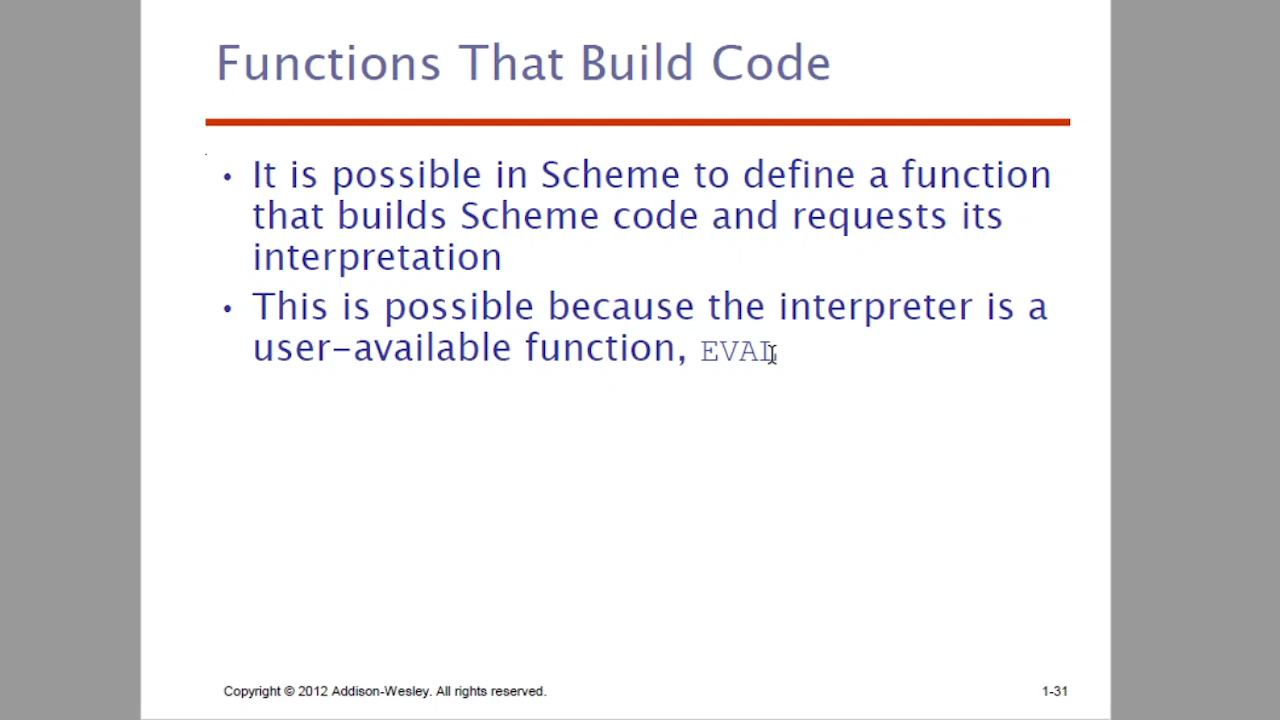 Functions That Build Code
• It is possible in Scheme to define a function
that builds Scheme code and requests its
interpretation
• This is possible because the interpreter is a
user-available function, EVAL
Copyright © 2012 Addison-Wesley. All rights reserved.
1-31